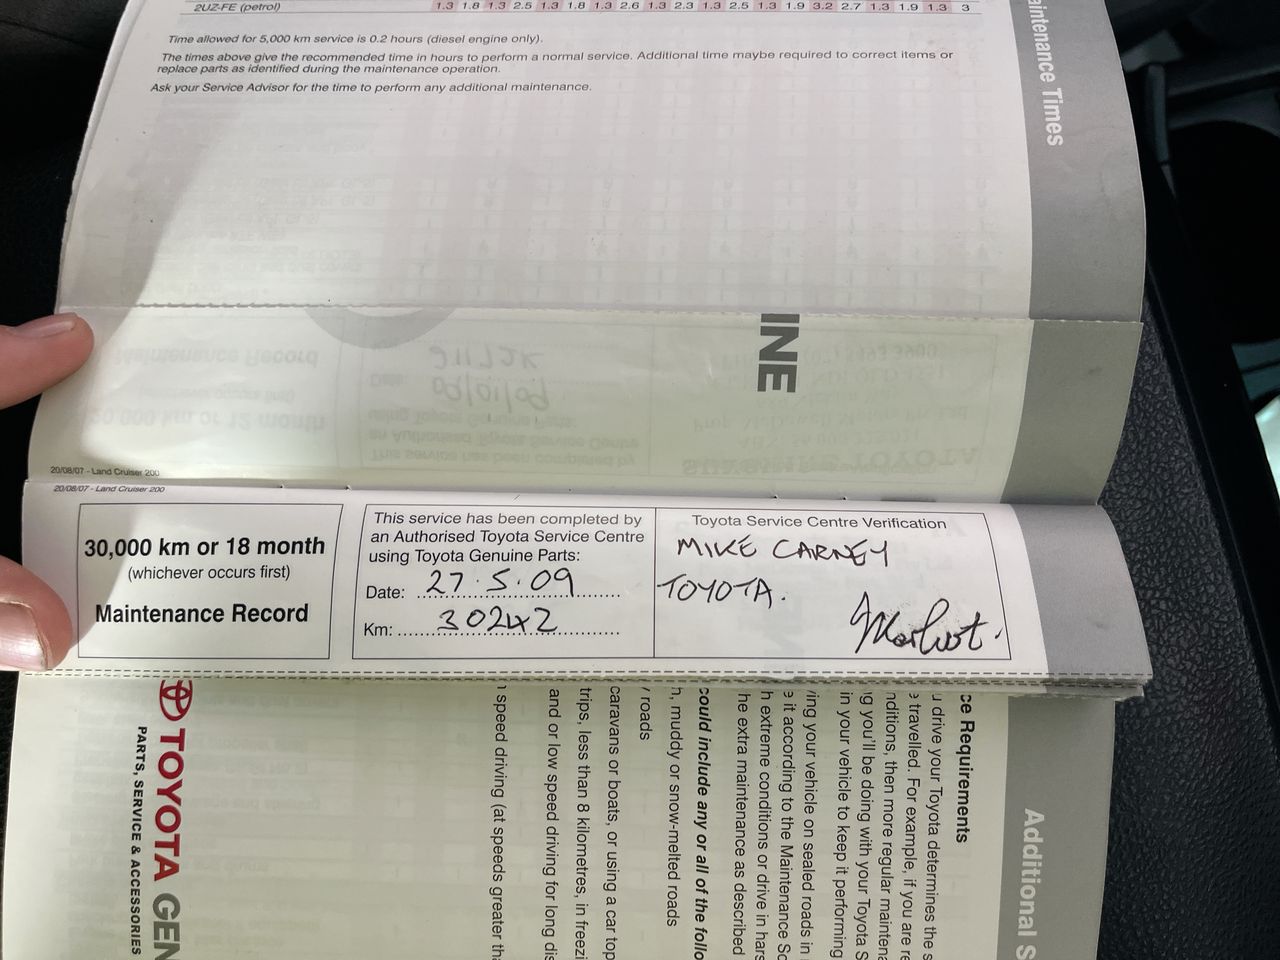 2UZ-FE (petrol) 1.3 1.8 1.3 2.5 1.3 1.8 1.3 2.6 1.3 2.3 1.3 2.5 1.3 1.9 3.2 2.7 1.3 1.9 1.3 3
Time allowed for 5,000 km service is 0.2 hours (diesel engine only).
The times above give the recommended time in hours to perform a normal service. Additional time maybe required to correct items or
replace parts as identified during the maintenance operation.
Ask your Service Advisor for the time to perform any additional maintenance.
aintenance Times
INE
20/08/07 - Land Cruiser 200
20/08/07 - Land Cruiser 200
30,000 km or 18 month
(whichever occurs first)
Maintenance Record
This service has been completed by
an Authorised Toyota Service Centre
using Toyota Genuine Parts:
Date: 27.5.09
Km: 30242
Toyota Service Centre Verification
MIKE CARNEY
TOYOTA.
Additional S
ce Requirements
u drive your Toyota determines the s
e travelled. For example, if you are re
nditions, then more regular maintena
ng you'll be doing with your Toyota S
in your vehicle to keep it performing
ving your vehicle on sealed roads in
e it according to the Maintenance Sc
h extreme conditions or drive in hars
he extra maintenance as described
could include any or all of the follo
h, muddy or snow-melted roads
/ roads
caravans or boats, or using a car top
trips, less than 8 kilometres, in freezi
and or low speed driving for long dis
h speed driving (at speeds greater tha
TOYOTA GEN
PARTS, SERVICE & ACCESSORIES